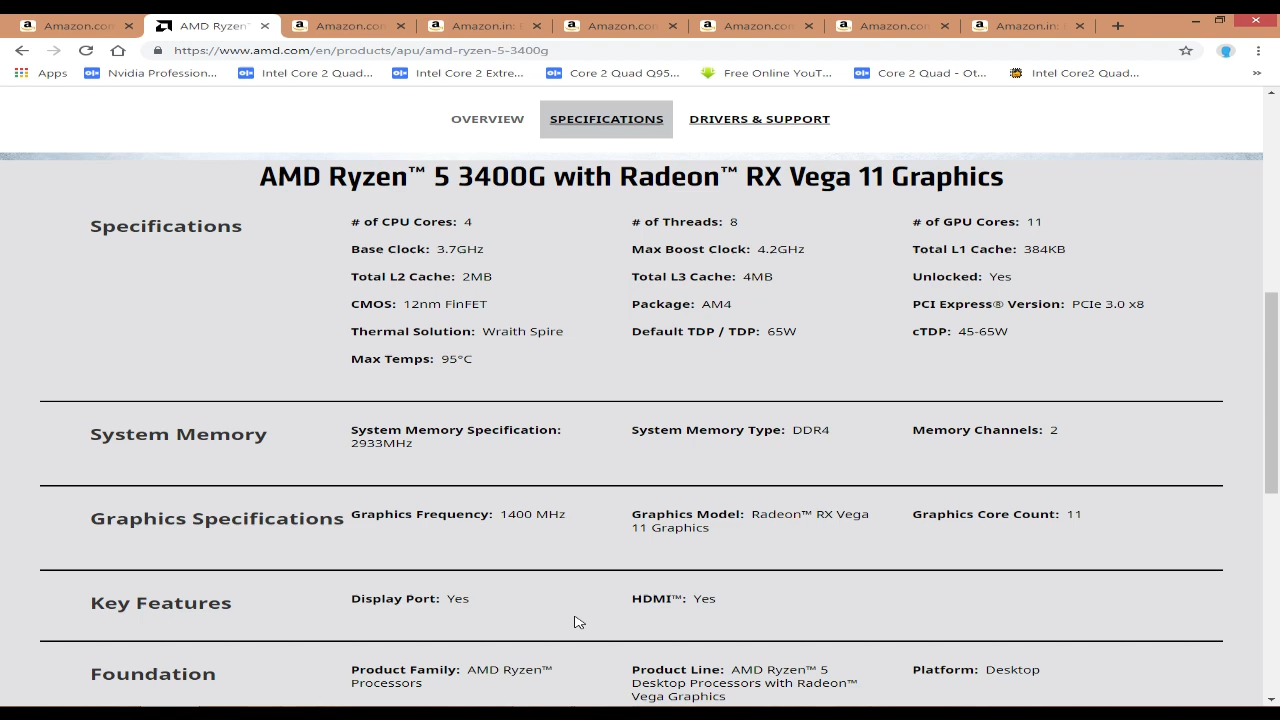 Amazon.com
AMD Ryzen™
Amazon.com
Amazon.in:
Amazon.com
Amazon.com
Amazon.com
Amazon.in:
https://www.amd.com/en/products/apu/amd-ryzen-5-3400g
Apps
Nvidia Profession...
Intel Core 2 Quad...
Intel Core 2 Extre...
Core 2 Quad Q95...
Free Online YouT...
Core 2 Quad - Ot...
Intel Core2 Quad...
OVERVIEW SPECIFICATIONS DRIVERS & SUPPORT
AMD Ryzen™ 5 3400G with Radeon™ RX Vega 11 Graphics
Specifications
# of CPU Cores: 4 # of Threads: 8 # of GPU Cores: 11
Base Clock: 3.7GHz Max Boost Clock: 4.2GHz Total L1 Cache: 384KB
Total L2 Cache: 2MB Total L3 Cache: 4MB Unlocked: Yes
CMOS: 12nm FinFET Package: AM4 PCI Express® Version: PCIe 3.0 x8
Thermal Solution: Wraith Spire Default TDP / TDP: 65W cTDP: 45-65W
Max Temps: 95°C
System Memory
System Memory Specification:
2933MHz
System Memory Type: DDR4
Memory Channels: 2
Graphics Specifications
Graphics Frequency: 1400 MHz
Graphics Model: Radeon™ RX Vega
11 Graphics
Graphics Core Count: 11
Key Features
Display Port: Yes
HDMI™: Yes
Foundation
Product Family: AMD Ryzen™
Processors
Product Line: AMD Ryzen™ 5
Desktop Processors with Radeon™
Vega Graphics
Platform: Desktop